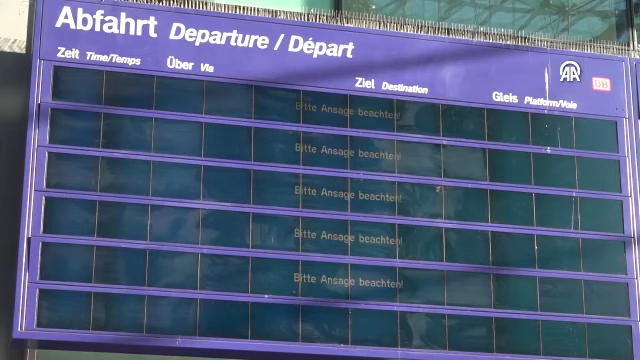 Abfahrt Departure / Départ
Zeit Time/Temps Über Via Ziel Destination Gleis Platform/Voie
AA DB
Bitte Ansage beachten!
Bitte Ansage beachten!
Bitte Ansage beachten!
Bitte Ansage beachten!
Bitte Ansage beachten!